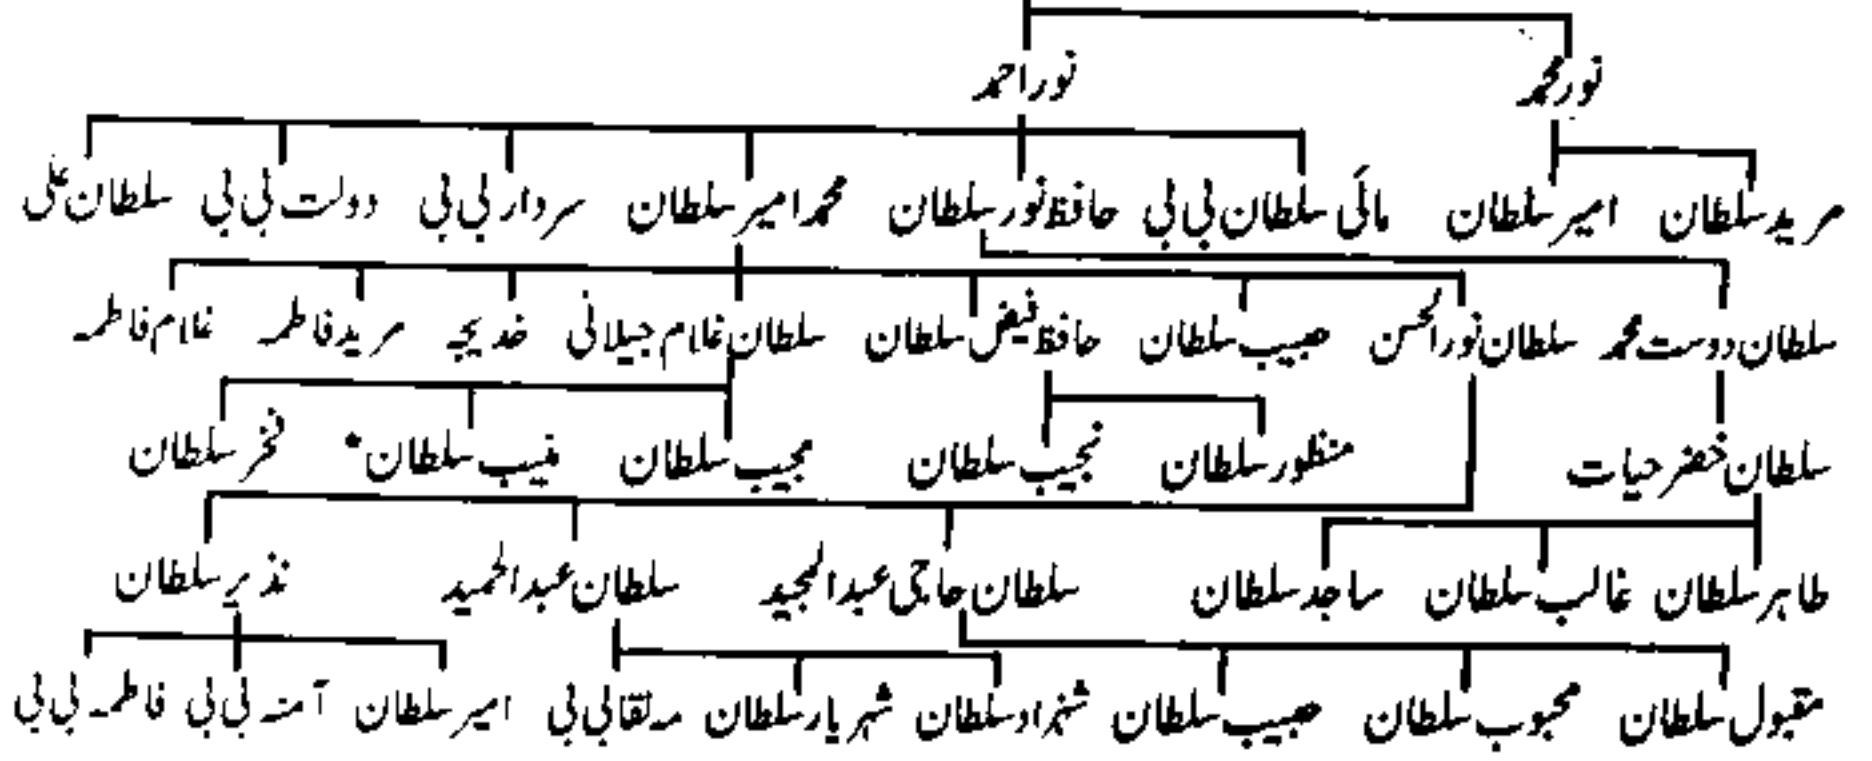 نور محمد نور احمد
مرید سلطان امیر سلطان مائی سلطان بی بی حافظ نور سلطان محمد امیر سلطان سردار بی بی دولت بی بی سلطان علی
سلطان دوست محمد سلطان نور الحسن حبیب سلطان حافظ فیض سلطان سلطان غلام جیلانی خدیجہ مرید فاطمہ غلام فاطمہ
سلطان خضر حیات منظور سلطان نجیب سلطان مجیب سلطان منیب سلطان* فخر سلطان
طاہر سلطان غالب سلطان ساجد سلطان سلطان حاجی عبدالمجید سلطان عبدالحمید نذیر سلطان
مقبول سلطان محبوب سلطان حبیب سلطان شہزاد سلطان شہریار سلطان مہ لقا بی بی امیر سلطان آمنہ بی بی فاطمہ بی بی